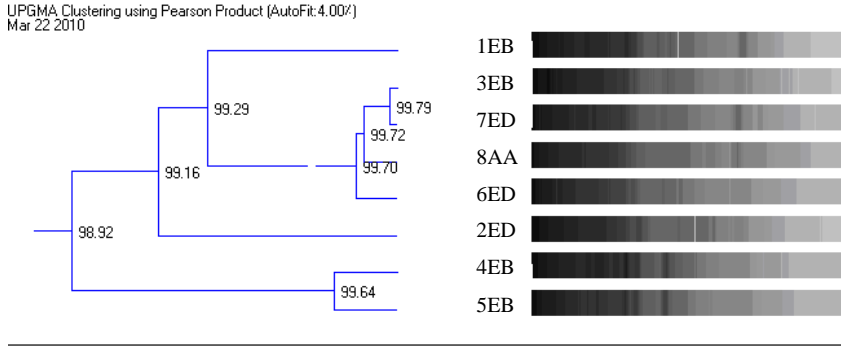 UPGMA Clustering using Pearson Product (AutoFit:4.00%)
Mar 22 2010
1EB
3EB
99.29
99.79
7ED
99.72
8AA
99.16
99.70
6ED
98.92
2ED
4EB
99.64
5EB